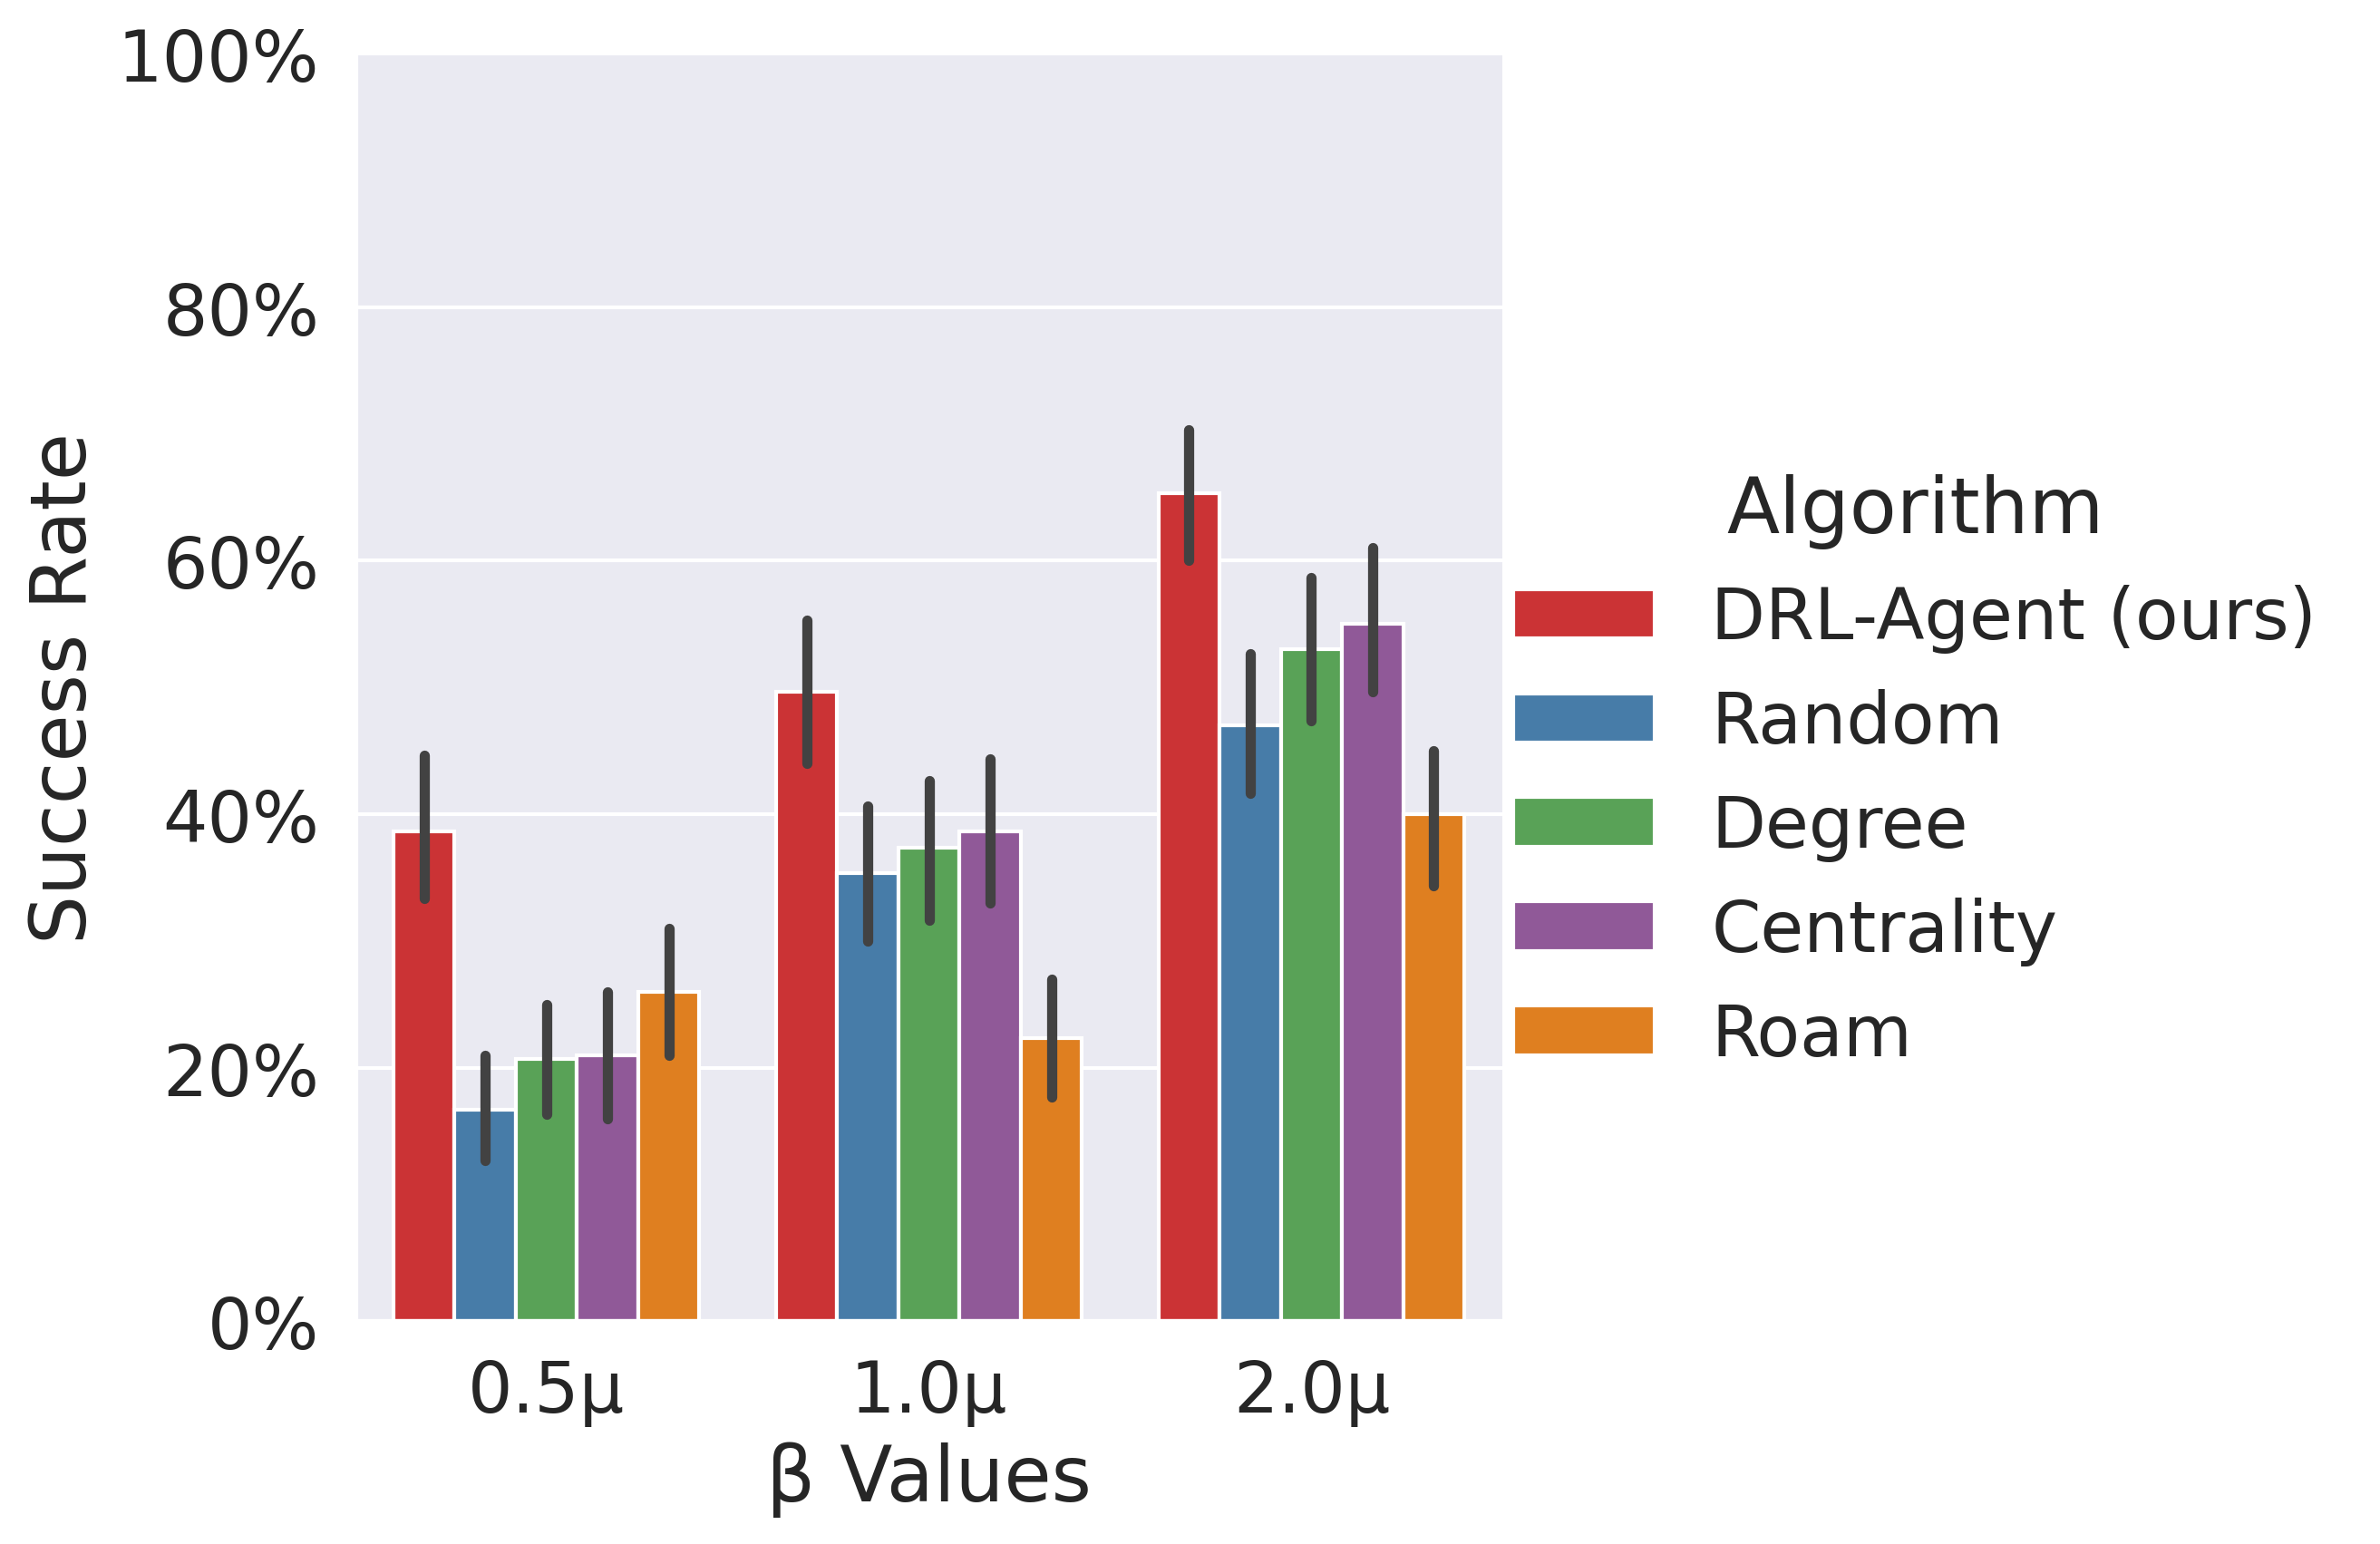 100%
80%
60%
40%
20%
0%
Success Rate
0.5μ 1.0μ 2.0μ
β Values
Algorithm
DRL-Agent (ours)
Random
Degree
Centrality
Roam